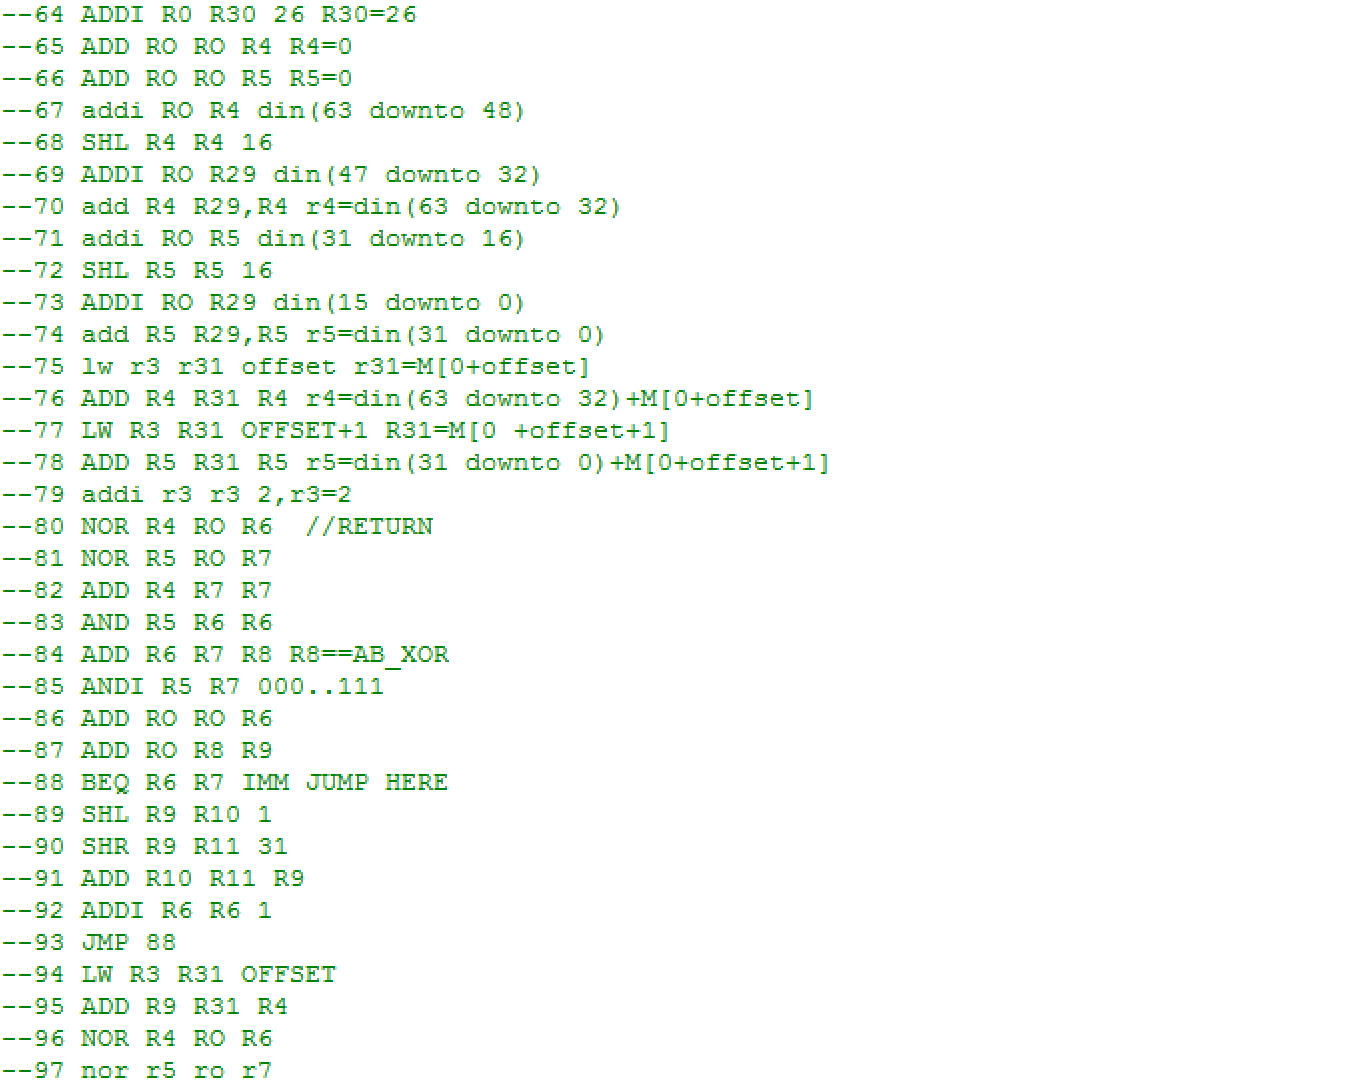 --64 ADDI R0 R30 26 R30=26
--65 ADD RO RO R4 R4=0
--66 ADD RO RO R5 R5=0
--67 addi RO R4 din(63 downto 48)
--68 SHL R4 R4 16
--69 ADDI RO R29 din(47 downto 32)
--70 add R4 R29,R4 r4=din(63 downto 32)
--71 addi RO R5 din(31 downto 16)
--72 SHL R5 R5 16
--73 ADDI RO R29 din(15 downto 0)
--74 add R5 R29,R5 r5=din(31 downto 0)
--75 lw r3 r31 offset r31=M[0+offset]
--76 ADD R4 R31 R4 r4=din(63 downto 32)+M[0+offset]
--77 LW R3 R31 OFFSET+1 R31=M[0 +offset+1]
--78 ADD R5 R31 R5 r5=din(31 downto 0)+M[0+offset+1]
--79 addi r3 r3 2,r3=2
--80 NOR R4 RO R6  //RETURN
--81 NOR R5 RO R7
--82 ADD R4 R7 R7
--83 AND R5 R6 R6
--84 ADD R6 R7 R8 R8==AB_XOR
--85 ANDI R5 R7 000..111
--86 ADD RO RO R6
--87 ADD RO R8 R9
--88 BEQ R6 R7 IMM JUMP HERE
--89 SHL R9 R10 1
--90 SHR R9 R11 31
--91 ADD R10 R11 R9
--92 ADDI R6 R6 1
--93 JMP 88
--94 LW R3 R31 OFFSET
--95 ADD R9 R31 R4
--96 NOR R4 RO R6
--97 nor r5 ro r7